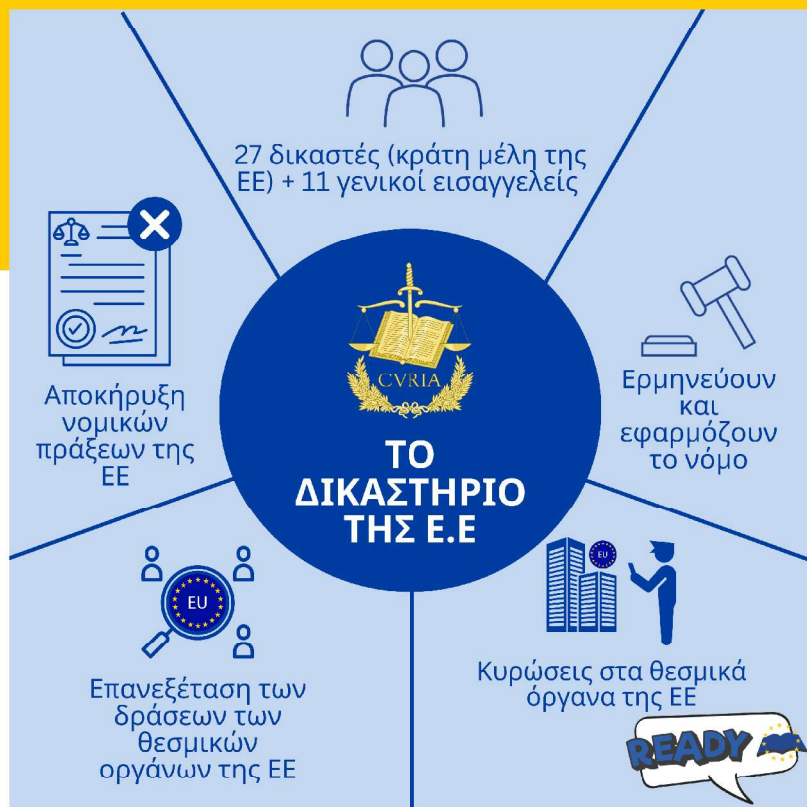 27 δικαστές (κράτη μέλη της
ΕΕ) + 11 γενικοί εισαγγελείς
Αποκήρυξη
νομικών
πράξεων της
ΕΕ
CVRIA
ΤΟ
ΔΙΚΑΣΤΗΡΙΟ
ΤΗΣ Ε.Ε
Ερμηνεύουν
και
εφαρμόζουν
το νόμο
EU
Επανεξέταση των
δράσεων των
θεσμικών
οργάνων της ΕΕ
EU
Κυρώσεις στα θεσμικά
όργανα της ΕΕ
READY